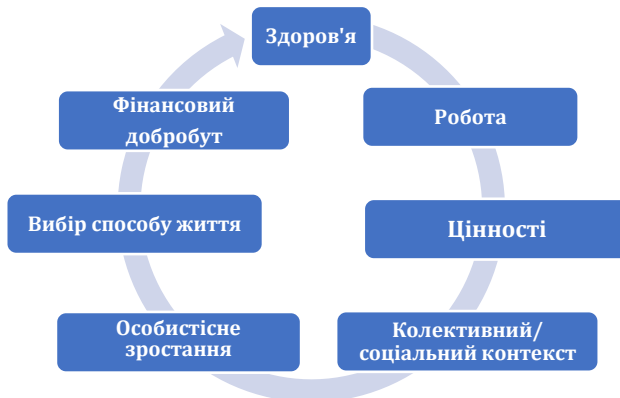 Здоров'я
Робота
Цінності
Колективний/
соціальний контекст
Особистісне
зростання
Вибір способу життя
Фінансовий
добробут